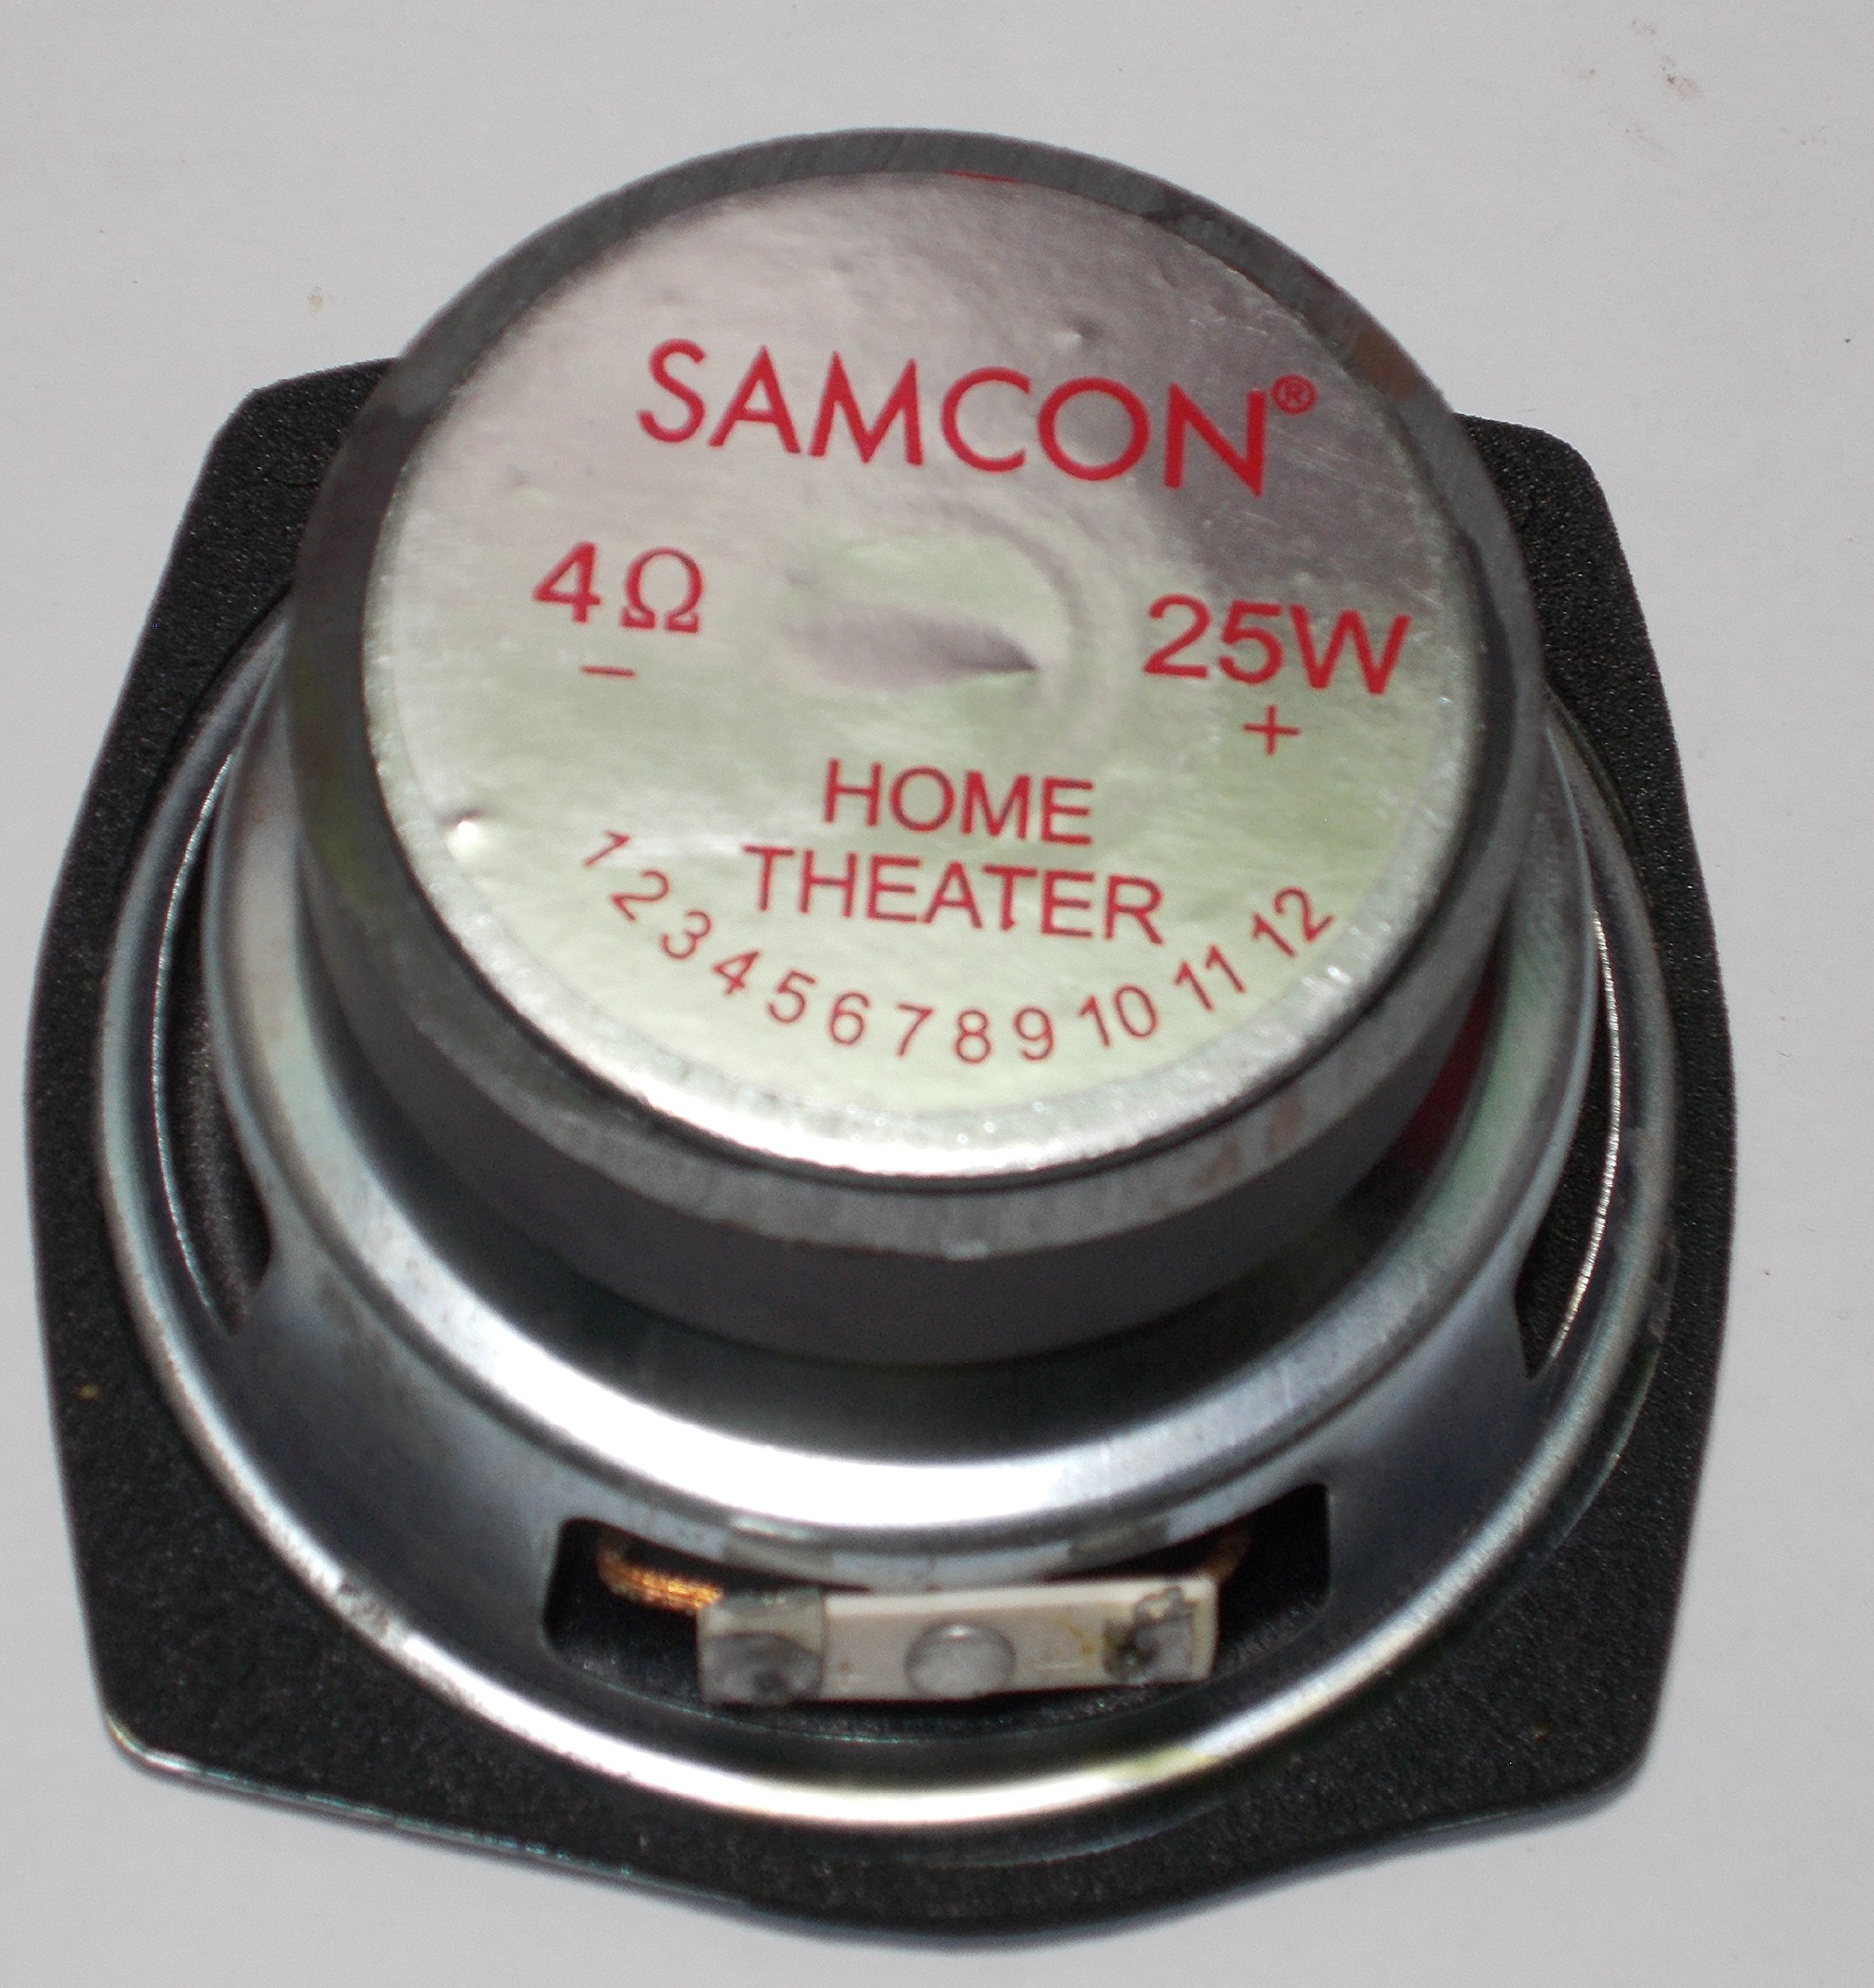 SAMCON®
4Ω 25W
− +
HOME
THEATER
1 2 3 4 5 6 7 8 9 10 11 12